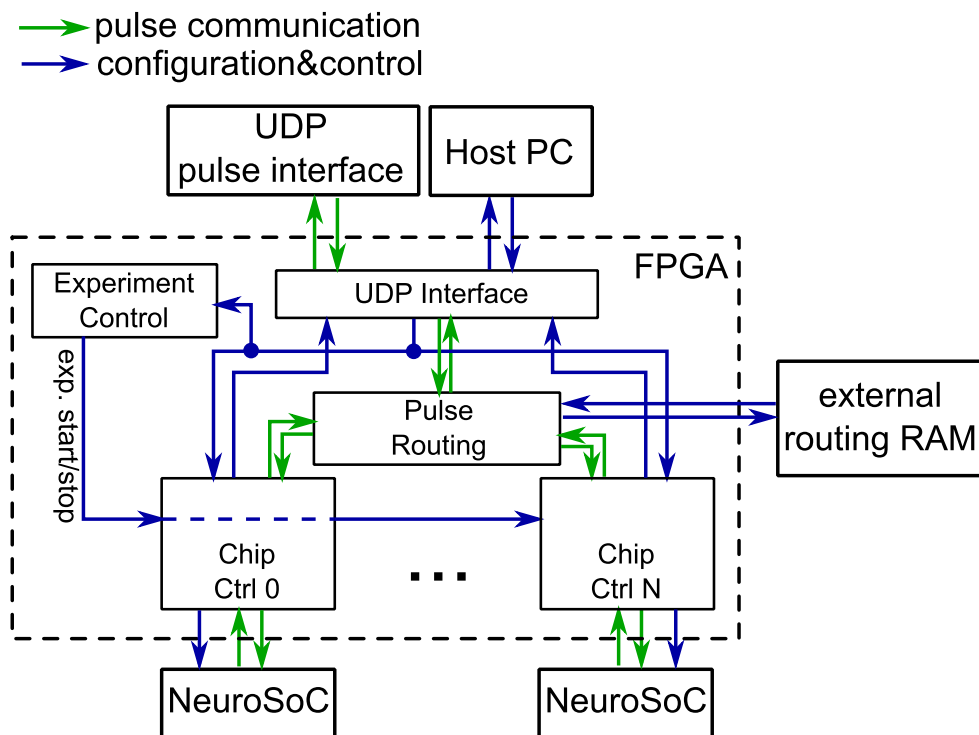 pulse communication
configuration&control
UDP
pulse interface
Host PC
FPGA
Experiment
Control
UDP Interface
exp. start/stop
Pulse
Routing
external
routing RAM
Chip
Ctrl 0
...
Chip
Ctrl N
NeuroSoC
NeuroSoC